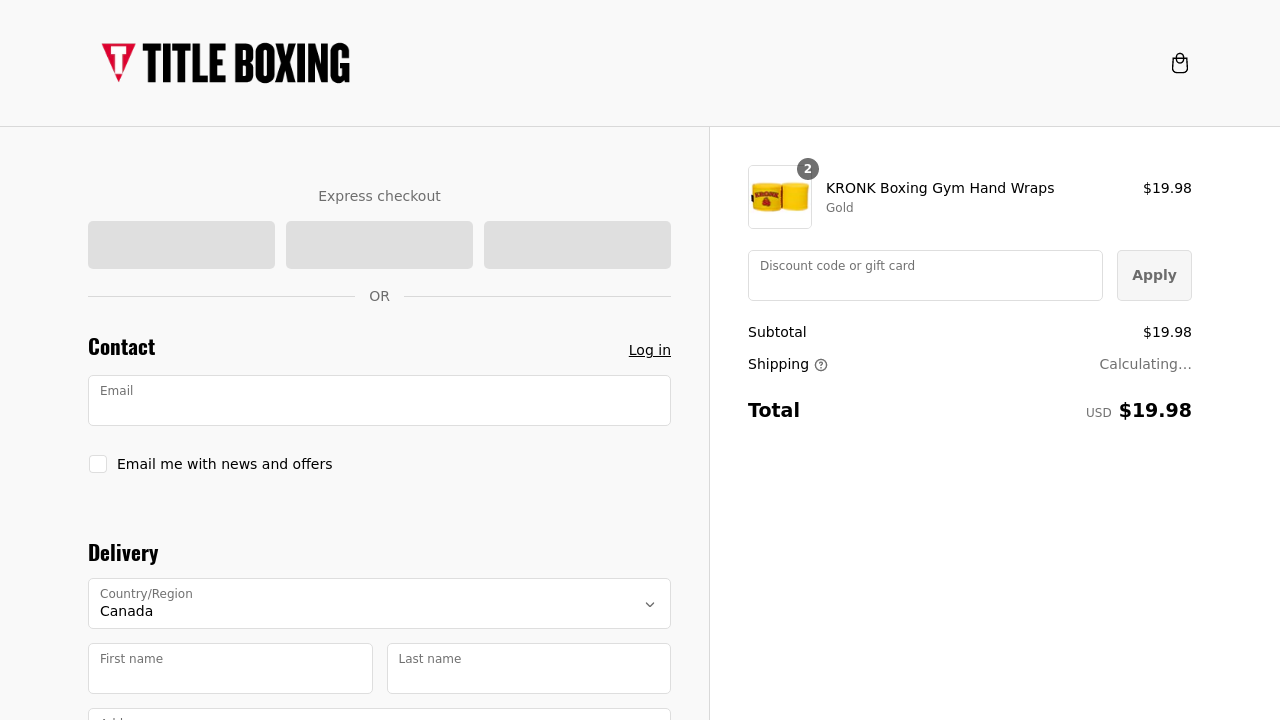 TITLE BOXING
Express checkout
OR
Contact
Log in
Email
Email me with news and offers
Delivery
Country/Region
Canada
First name
Last name
2
KRONK
KRONK Boxing Gym Hand Wraps
$19.98
Gold
Discount code or gift card
Apply
Subtotal
$19.98
Shipping
Calculating...
Total
USD $19.98